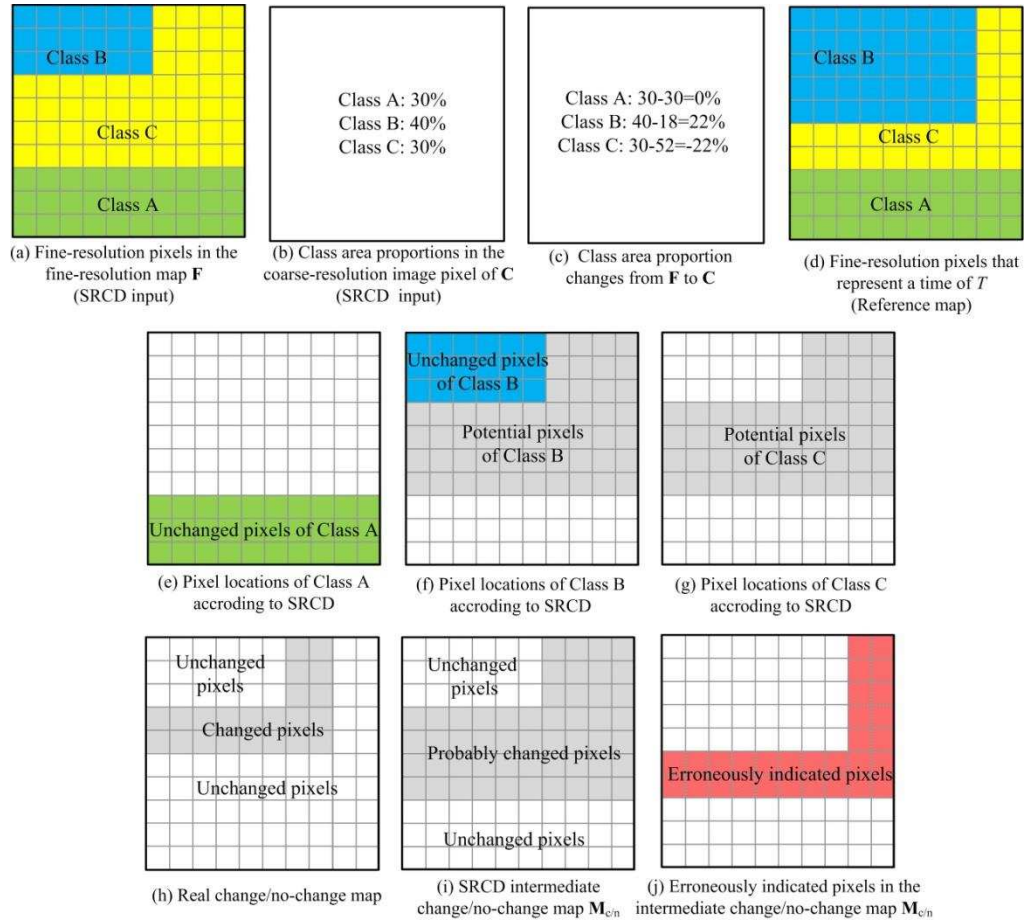 Class B
Class C
Class A
(a) Fine-resolution pixels in the
fine-resolution map F
(SRCD input)
Class A: 30%
Class B: 40%
Class C: 30%
(b) Class area proportions in the
coarse-resolution image pixel of C
(SRCD input)
Class A: 30-30=0%
Class B: 40-18=22%
Class C: 30-52=-22%
(c) Class area proportion
changes from F to C
Class B
Class C
Class A
(d) Fine-resolution pixels that
represent a time of T
(Reference map)
Unchanged pixels of Class A
(e) Pixel locations of Class A
accroding to SRCD
Unchanged pixels
of Class B
Potential pixels
of Class B
(f) Pixel locations of Class B
accroding to SRCD
Potential pixels
of Class C
(g) Pixel locations of Class C
accroding to SRCD
Unchanged
pixels
Changed pixels
Unchanged pixels
(h) Real change/no-change map
Unchanged
pixels
Probably changed pixels
Unchanged pixels
(i) SRCD intermediate
change/no-change map Mc/n
Erroneously indicated pixels
(j) Erroneously indicated pixels in the
intermediate change/no-change map Mc/n